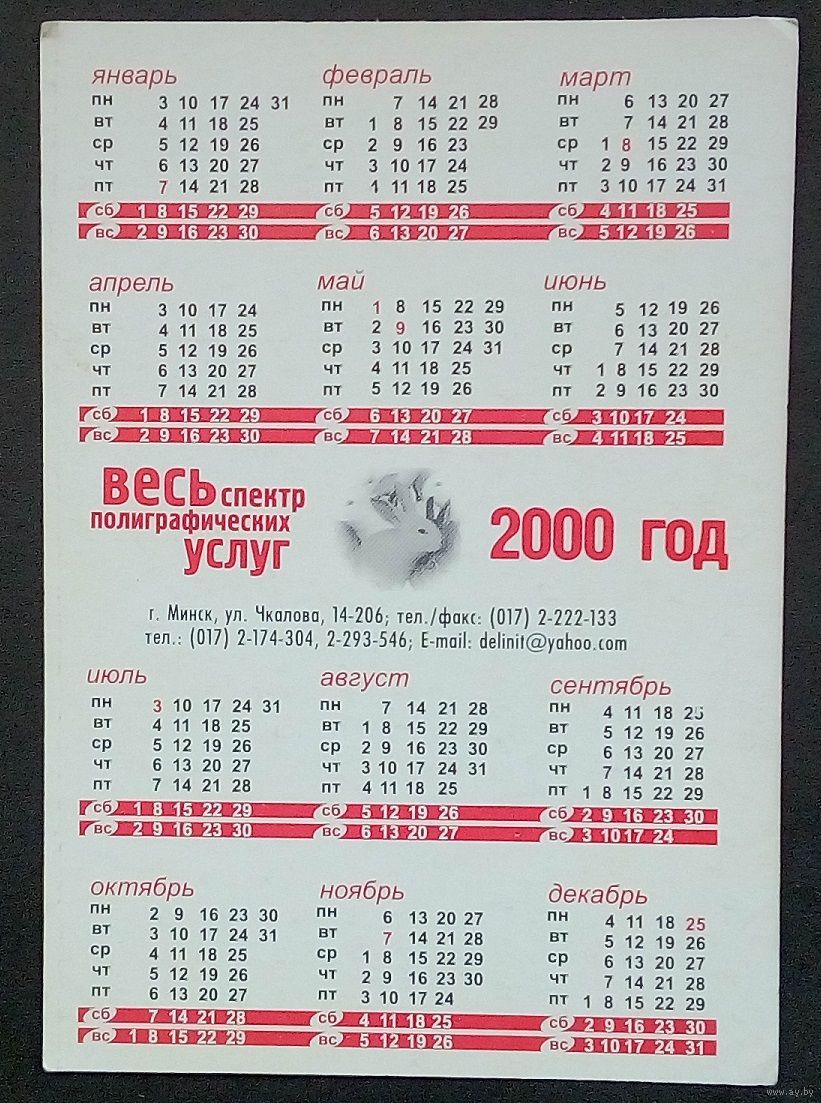 январь февраль март
пн 3 10 17 24 31 пн 7 14 21 28 пн 6 13 20 27
вт 4 11 18 25 вт 1 8 15 22 29 вт 7 14 21 28
ср 5 12 19 26 ср 2 9 16 23 ср 1 8 15 22 29
чт 6 13 20 27 чт 3 10 17 24 чт 2 9 16 23 30
пт 7 14 21 28 пт 4 11 18 25 пт 3 10 17 24 31
сб 1 8 15 22 29 сб 5 12 19 26 сб 4 11 18 25
вс 2 9 16 23 30 вс 6 13 20 27 вс 5 12 19 26
апрель май июнь
пн 3 10 17 24 пн 1 8 15 22 29 пн 5 12 19 26
вт 4 11 18 25 вт 2 9 16 23 30 вт 6 13 20 27
ср 5 12 19 26 ср 3 10 17 24 31 ср 7 14 21 28
чт 6 13 20 27 чт 4 11 18 25 чт 1 8 15 22 29
пт 7 14 21 28 пт 5 12 19 26 пт 2 9 16 23 30
сб 1 8 15 22 29 сб 6 13 20 27 сб 3 10 17 24
вс 2 9 16 23 30 вс 7 14 21 28 вс 4 11 18 25
весь спектр
полиграфических
услуг
2000 год
г. Минск, ул. Чкалова, 14-206; тел./факс: (017) 2-222-133
тел.: (017) 2-174-304, 2-293-546; E-mail: delinit@yahoo.com
июль август сентябрь
пн 3 10 17 24 31 пн 7 14 21 28 пн 4 11 18 25
вт 4 11 18 25 вт 1 8 15 22 29 вт 5 12 19 26
ср 5 12 19 26 ср 2 9 16 23 30 ср 6 13 20 27
чт 6 13 20 27 чт 3 10 17 24 31 чт 7 14 21 28
пт 7 14 21 28 пт 4 11 18 25 пт 1 8 15 22 29
сб 1 8 15 22 29 сб 5 12 19 26 сб 2 9 16 23 30
вс 2 9 16 23 30 вс 6 13 20 27 вс 3 10 17 24
октябрь ноябрь декабрь
пн 2 9 16 23 30 пн 6 13 20 27 пн 4 11 18 25
вт 3 10 17 24 31 вт 7 14 21 28 вт 5 12 19 26
ср 4 11 18 25 ср 1 8 15 22 29 ср 6 13 20 27
чт 5 12 19 26 чт 2 9 16 23 30 чт 7 14 21 28
пт 6 13 20 27 пт 3 10 17 24 пт 1 8 15 22 29
сб 7 14 21 28 сб 4 11 18 25 сб 2 9 16 23 30
вс 1 8 15 22 29 вс 5 12 19 26 вс 3 10 17 24 31
www.ay.by